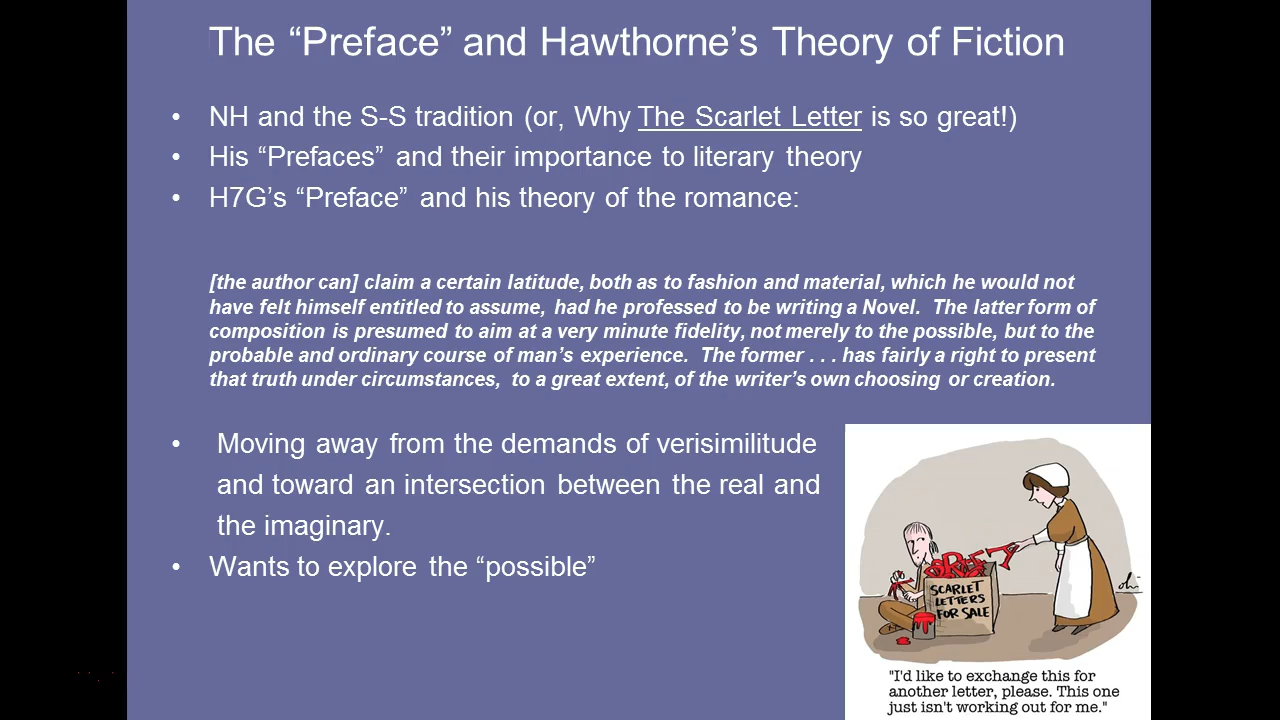 The “Preface” and Hawthorne’s Theory of Fiction
• NH and the S-S tradition (or, Why The Scarlet Letter is so great!)
• His “Prefaces” and their importance to literary theory
• H7G’s “Preface” and his theory of the romance:
[the author can] claim a certain latitude, both as to fashion and material, which he would not
have felt himself entitled to assume, had he professed to be writing a Novel. The latter form of
composition is presumed to aim at a very minute fidelity, not merely to the possible, but to the
probable and ordinary course of man’s experience. The former . . . has fairly a right to present
that truth under circumstances, to a great extent, of the writer’s own choosing or creation.
• Moving away from the demands of verisimilitude
and toward an intersection between the real and
the imaginary.
• Wants to explore the “possible”
SCARLET
LETTERS
FOR SALE
"I'd like to exchange this for
another letter, please. This one
just isn't working out for me."